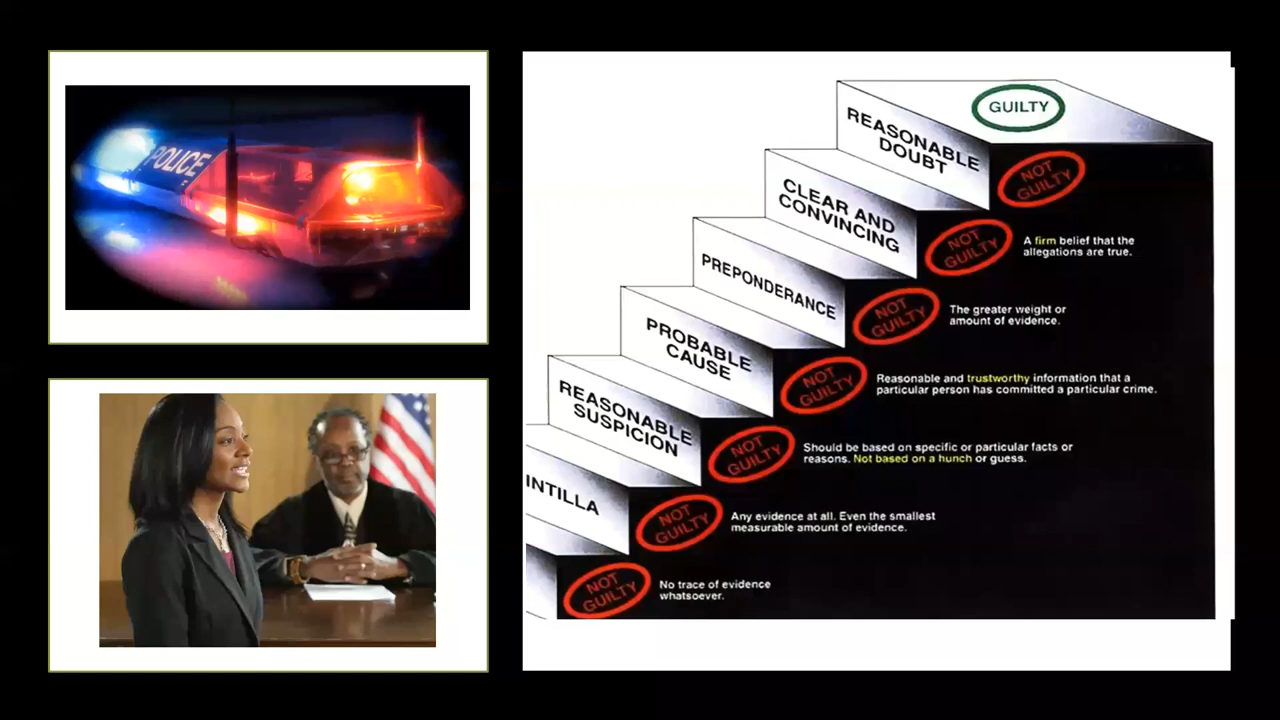 POLICE
GUILTY
REASONABLE
DOUBT
NOT
GUILTY
CLEAR AND
CONVINCING
NOT
GUILTY
A firm belief that the
allegations are true.
PREPONDERANCE
NOT
GUILTY
The greater weight or
amount of evidence.
PROBABLE
CAUSE
NOT
GUILTY
Reasonable and trustworthy information that a
particular person has committed a particular crime.
REASONABLE
SUSPICION
NOT
GUILTY
Should be based on specific or particular facts or
reasons. Not based on a hunch or guess.
INTILLA
NOT
GUILTY
Any evidence at all. Even the smallest
measurable amount of evidence.
NOT
GUILTY
No trace of evidence
whatsoever.